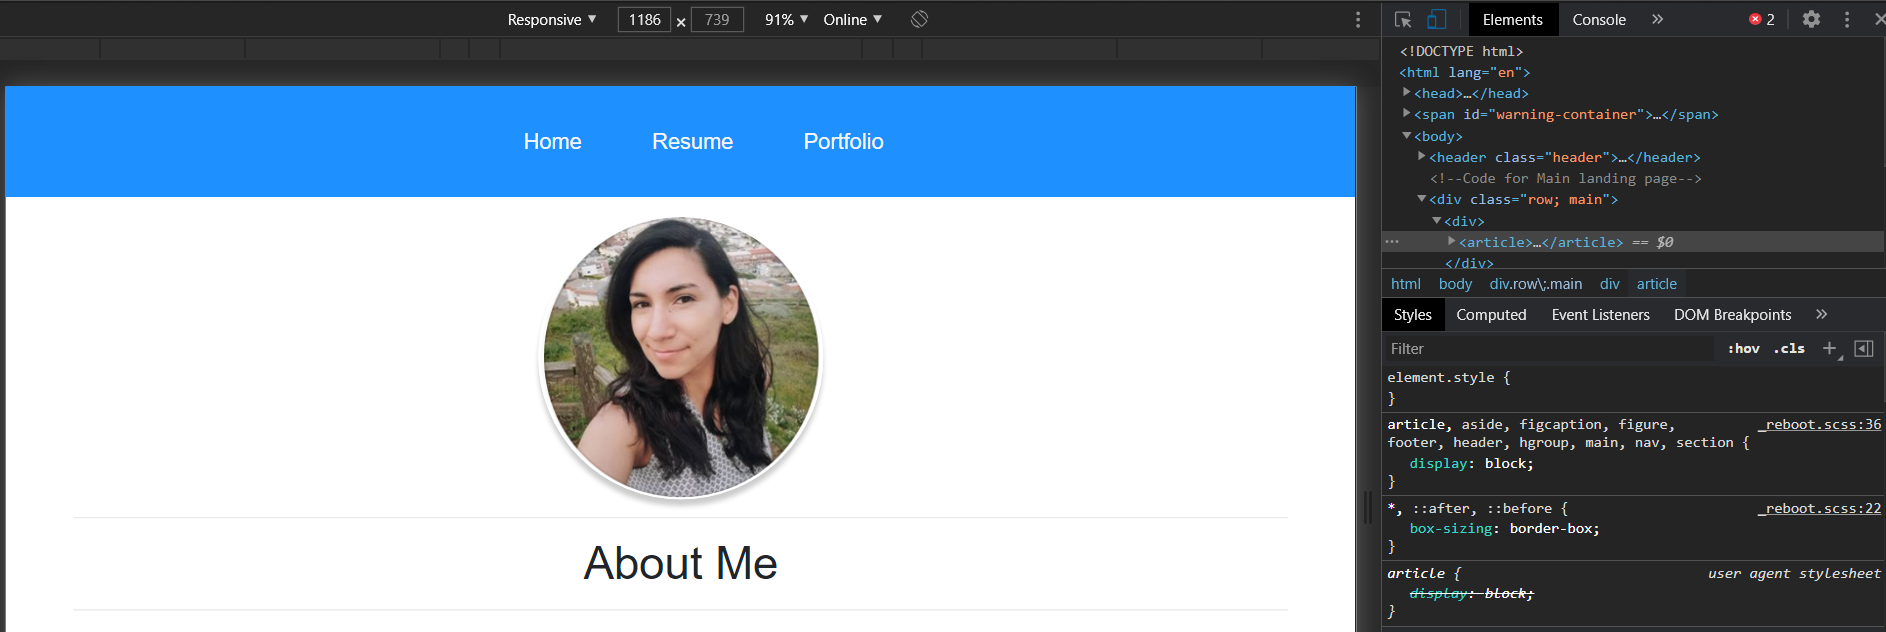 Responsive ▼ 1186 × 739 91% ▼ Online ▼
Elements Console » 2
Home Resume Portfolio
About Me
<!DOCTYPE html>
<html lang="en">
▶<head>…</head>
▶<span id="warning-container">…</span>
▼<body>
▶<header class="header">…</header>
<!--Code for Main landing page-->
▼<div class="row; main">
▼<div>
… ▶<article>…</article> == $0
</div>
html body div.row\;.main div article
Styles Computed Event Listeners DOM Breakpoints »
Filter :hov .cls +
element.style {
}
article, aside, figcaption, figure, _reboot.scss:36
footer, header, hgroup, main, nav, section {
display: block;
}
*, ::after, ::before { _reboot.scss:22
box-sizing: border-box;
}
article { user agent stylesheet
display: block;
}